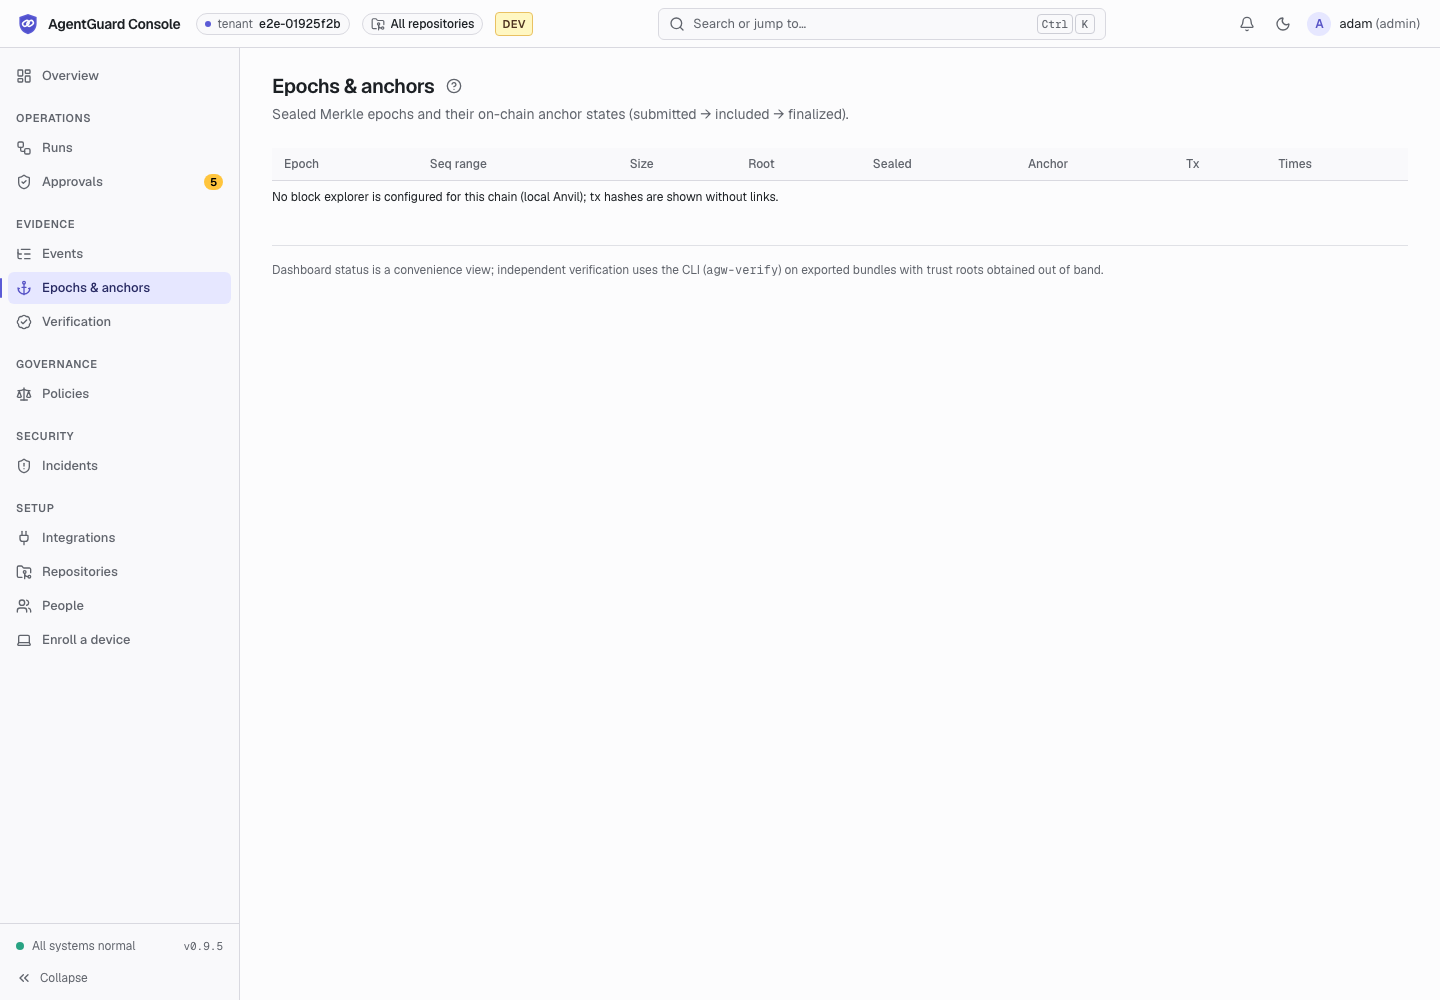 AgentGuard Console
tenant e2e-01925f2b
All repositories
DEV
Search or jump to...
Ctrl K
A
adam (admin)
Overview
OPERATIONS
Runs
Approvals 5
EVIDENCE
Events
Epochs & anchors
Verification
GOVERNANCE
Policies
SECURITY
Incidents
SETUP
Integrations
Repositories
People
Enroll a device
All systems normal v0.9.5
Collapse
Epochs & anchors
Sealed Merkle epochs and their on-chain anchor states (submitted → included → finalized).
Epoch Seq range Size Root Sealed Anchor Tx Times
No block explorer is configured for this chain (local Anvil); tx hashes are shown without links.
Dashboard status is a convenience view; independent verification uses the CLI (agw-verify) on exported bundles with trust roots obtained out of band.